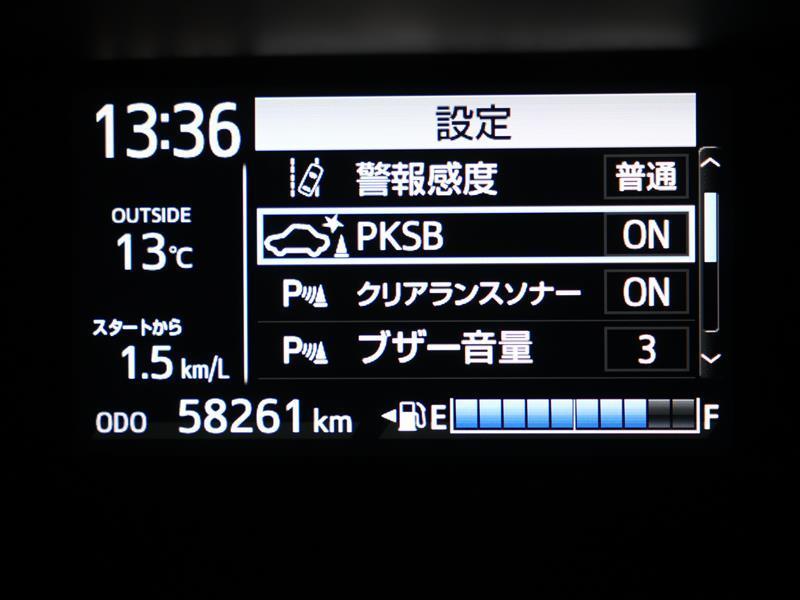 13:36
設定
警報感度 普通
OUTSIDE
13℃
PKSB ON
P クリアランスソナー ON
スタートから
1.5 km/L
P ブザー音量 3
ODO 58261 km
E F